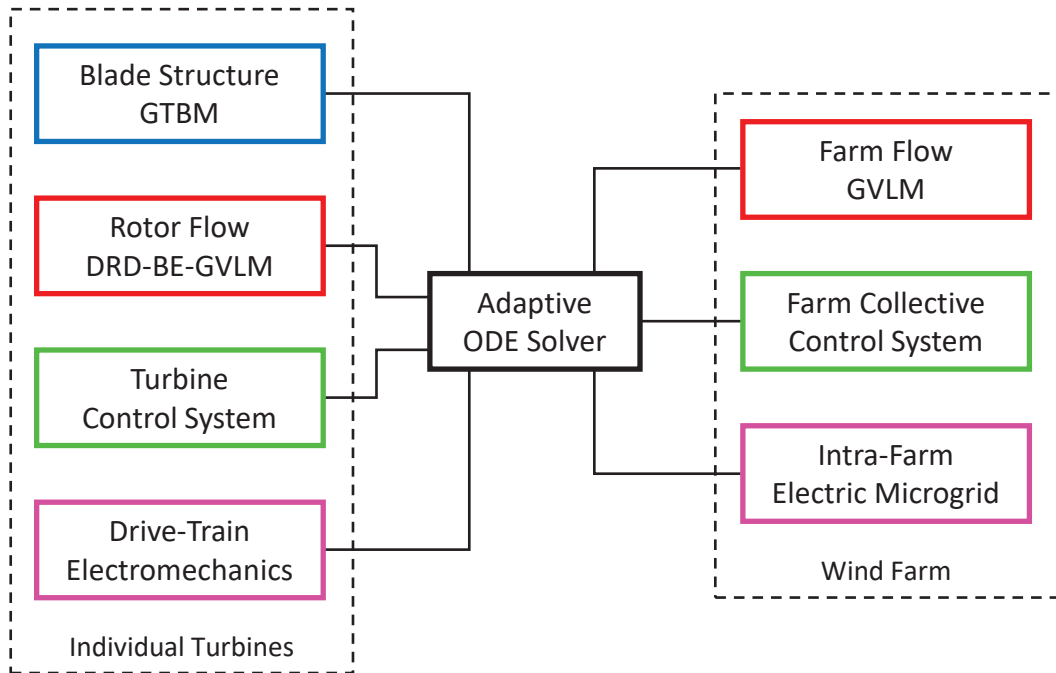 Blade Structure
GTBM
Rotor Flow
DRD-BE-GVLM
Turbine
Control System
Drive-Train
Electromechanics
Individual Turbines
Adaptive
ODE Solver
Farm Flow
GVLM
Farm Collective
Control System
Intra-Farm
Electric Microgrid
Wind Farm